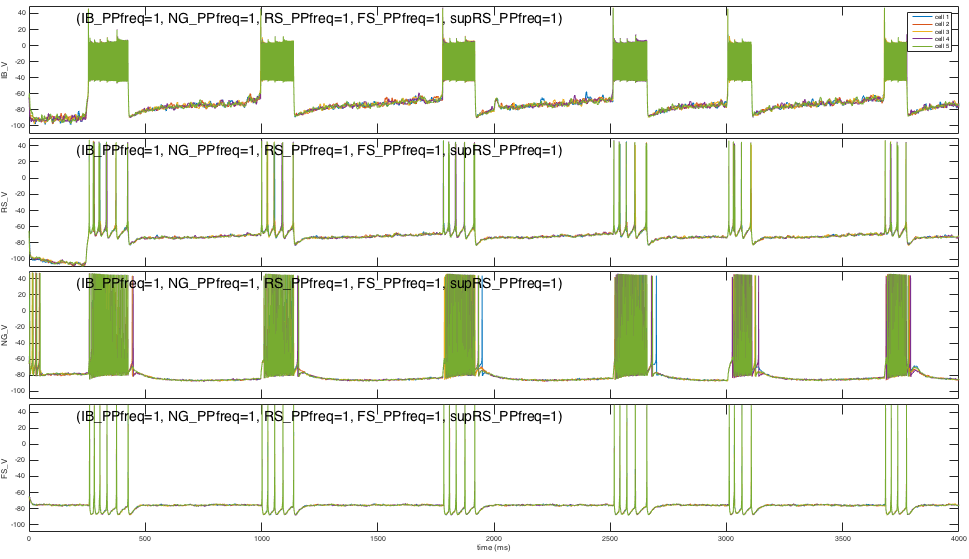 40
20
0
-20
-40
-60
-80
-100
IB_V
(IB_PPfreq=1, NG_PPfreq=1, RS_PPfreq=1, FS_PPfreq=1, supRS_PPfreq=1)
cell 1
cell 2
cell 3
cell 4
cell 5
40
20
0
-20
-40
-60
-80
-100
RS_V
(IB_PPfreq=1, NG_PPfreq=1, RS_PPfreq=1, FS_PPfreq=1, supRS_PPfreq=1)
40
20
0
-20
-40
-60
-80
-100
NG_V
(IB_PPfreq=1, NG_PPfreq=1, RS_PPfreq=1, FS_PPfreq=1, supRS_PPfreq=1)
40
20
0
-20
-40
-60
-80
-100
FS_V
(IB_PPfreq=1, NG_PPfreq=1, RS_PPfreq=1, FS_PPfreq=1, supRS_PPfreq=1)
0 500 1000 1500 2000 2500 3000 3500 4000
time (ms)